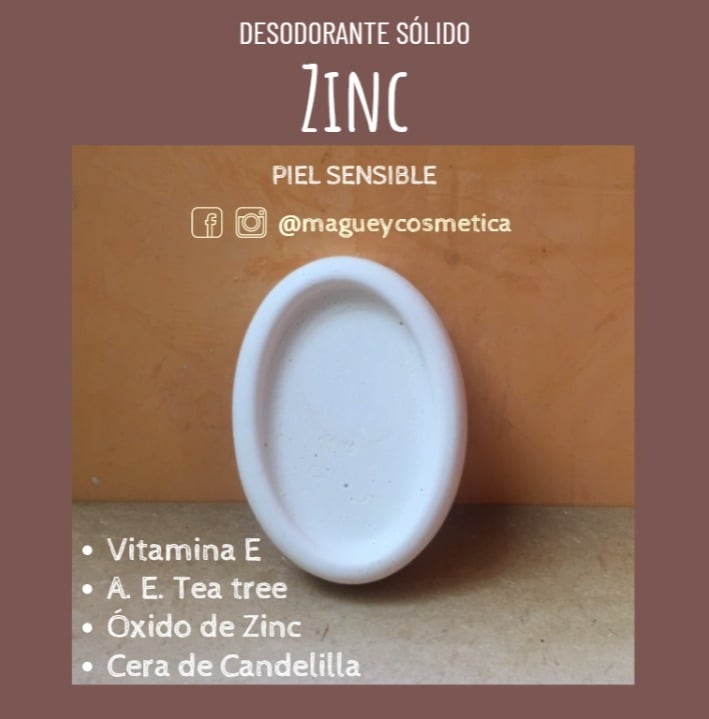 DESODORANTE SÓLIDO
ZINC
PIEL SENSIBLE
@magueycosmetica
• Vitamina E
• A. E. Tea tree
• Óxido de Zinc
• Cera de Candelilla